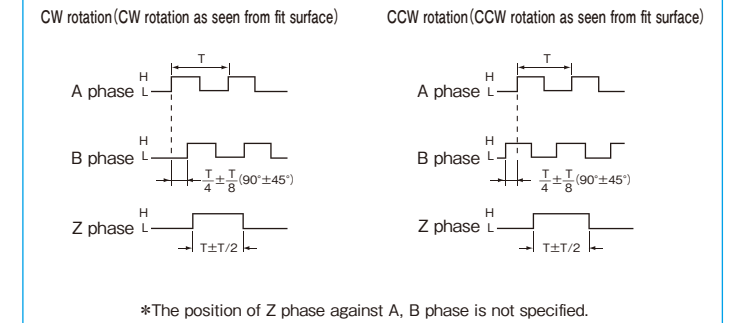 CW rotation(CW rotation as seen from fit surface)
CCW rotation(CCW rotation as seen from fit surface)
T
A phase H L
B phase H L
T/4±T/8(90°±45°)
Z phase H L
T±T/2
T
A phase H L
B phase H L
T/4±T/8(90°±45°)
Z phase H L
T±T/2
*The position of Z phase against A, B phase is not specified.